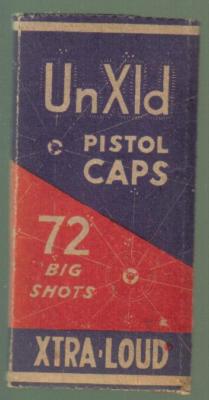 UnXld
PISTOL
CAPS
72
BIG
SHOTS
XTRA-LOUD